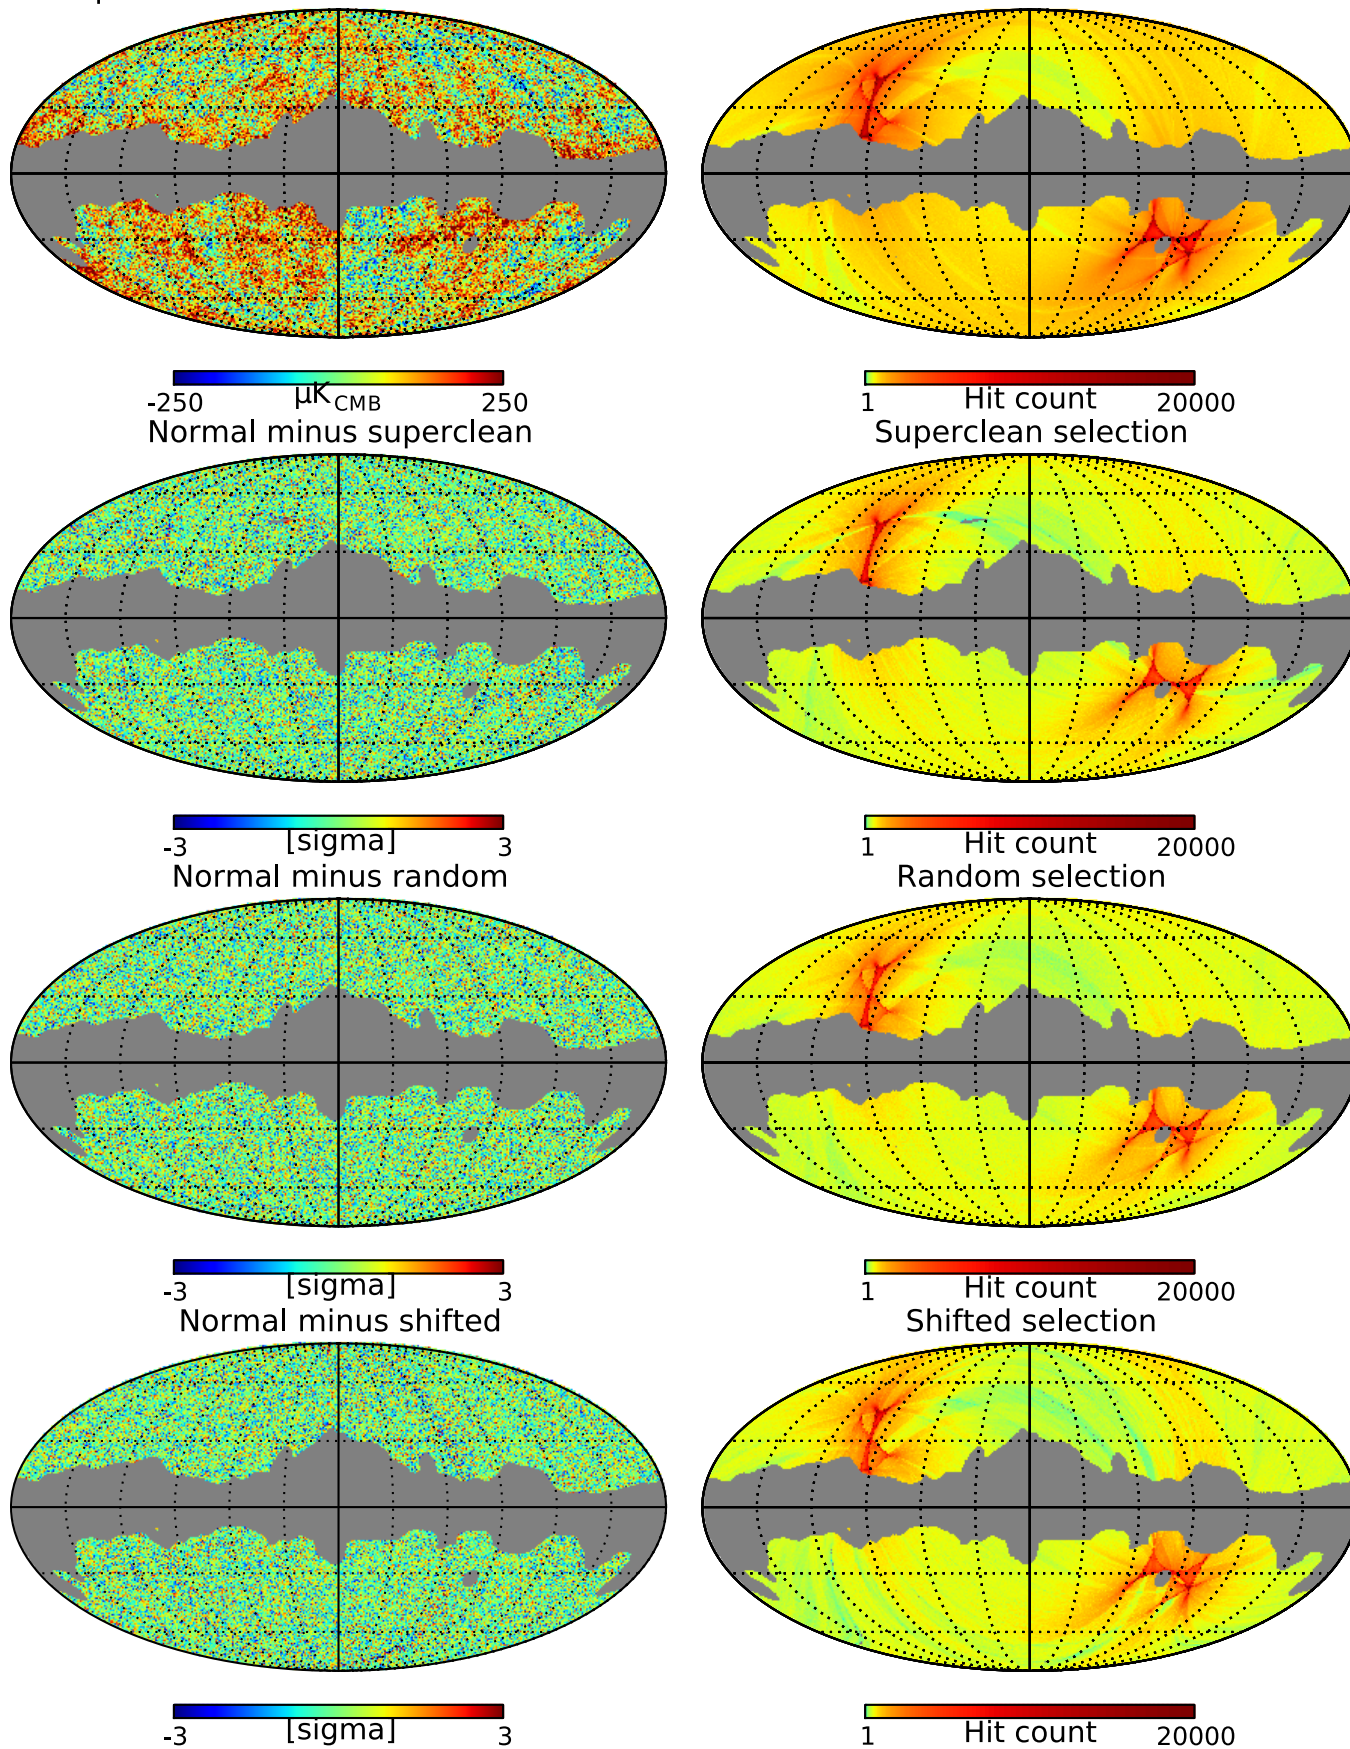 -250 μK_CMB 250
1 Hit count 20000
Normal minus superclean
Superclean selection
-3 [sigma] 3
1 Hit count 20000
Normal minus random
Random selection
-3 [sigma] 3
1 Hit count 20000
Normal minus shifted
Shifted selection
-3 [sigma] 3
1 Hit count 20000